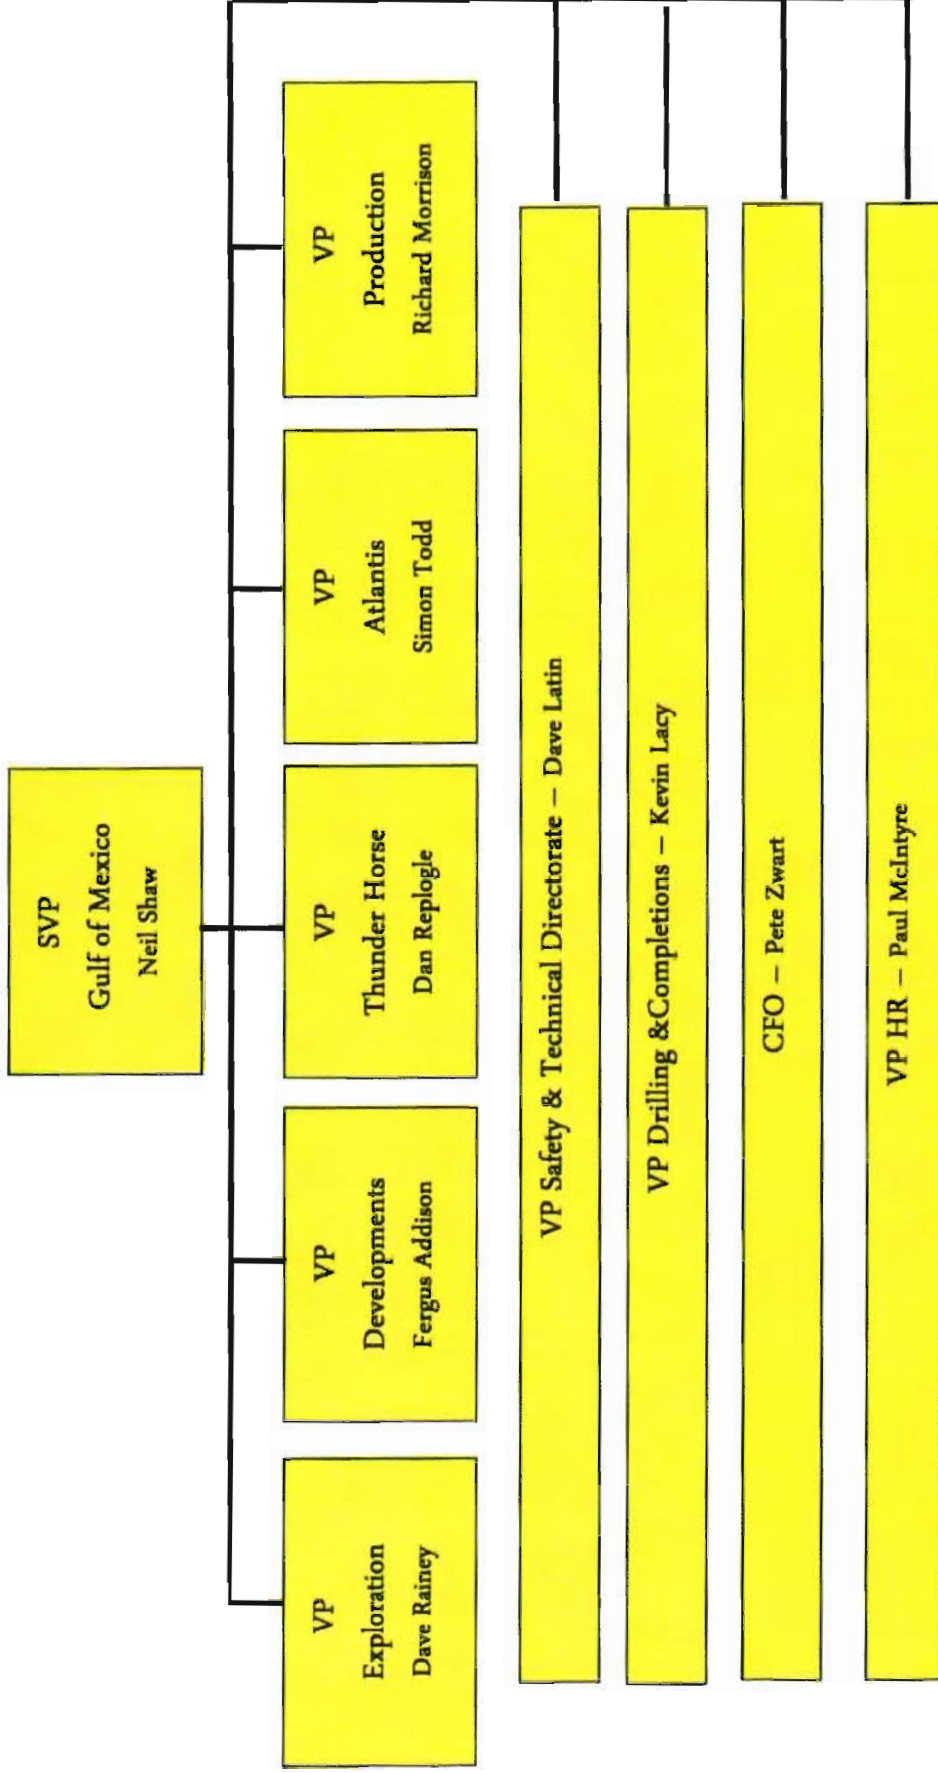 SVP
Gulf of Mexico
Neil Shaw
VP
Exploration
Dave Rainey
VP
Developments
Fergus Addison
VP
Thunder Horse
Dan Replogle
VP
Atlantis
Simon Todd
VP
Production
Richard Morrison
VP Safety & Technical Directorate – Dave Latin
VP Drilling &Completions – Kevin Lacy
CFO – Pete Zwart
VP HR – Paul McIntyre